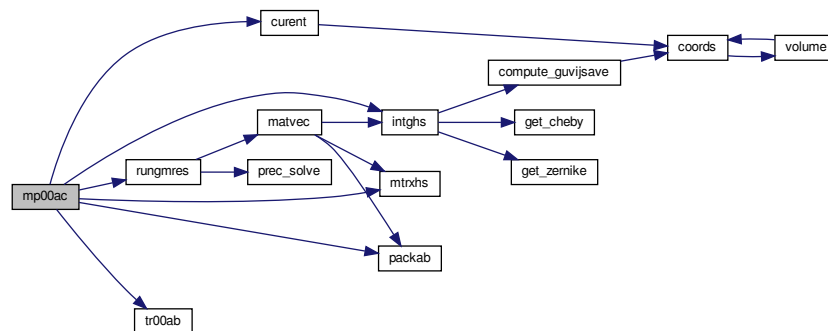 curent
coords
volume
compute_guvijsave
matvec
intghs
get_cheby
rungmres
prec_solve
get_zernike
mtrxhs
mp00ac
packab
tr00ab